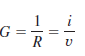 G = 1/R = i/v